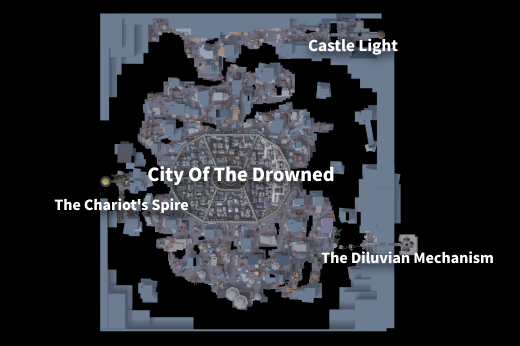 Castle Light
City Of The Drowned
The Chariot's Spire
The Diluvian Mechanism